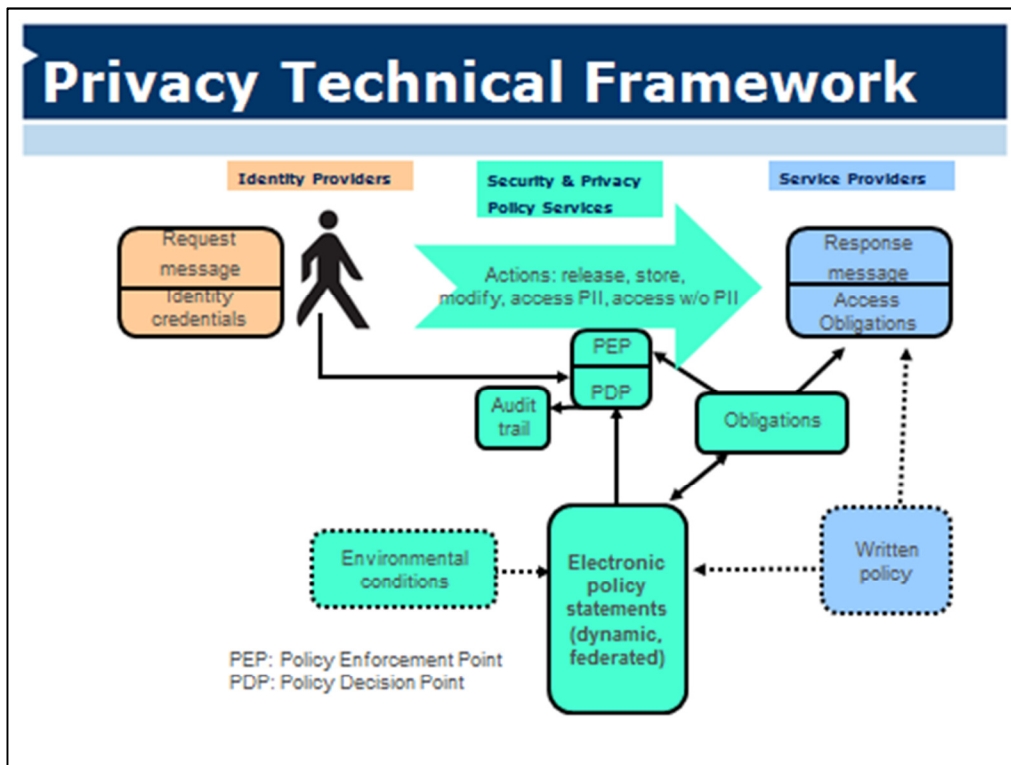 Privacy Technical Framework
Identity Providers
Security & Privacy
Policy Services
Service Providers
Request
message
Identity
credentials
Actions: release, store,
modify, access PII, access w/o PII
Response
message
Access
Obligations
PEP
PDP
Audit
trail
Obligations
Environmental
conditions
Electronic
policy
statements
(dynamic,
federated)
Written
policy
PEP: Policy Enforcement Point
PDP: Policy Decision Point